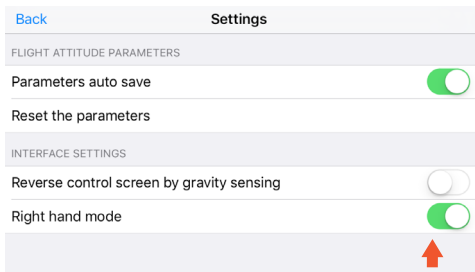 Back
Settings
FLIGHT ATTITUDE PARAMETERS
Parameters auto save
Reset the parameters
INTERFACE SETTINGS
Reverse control screen by gravity sensing
Right hand mode